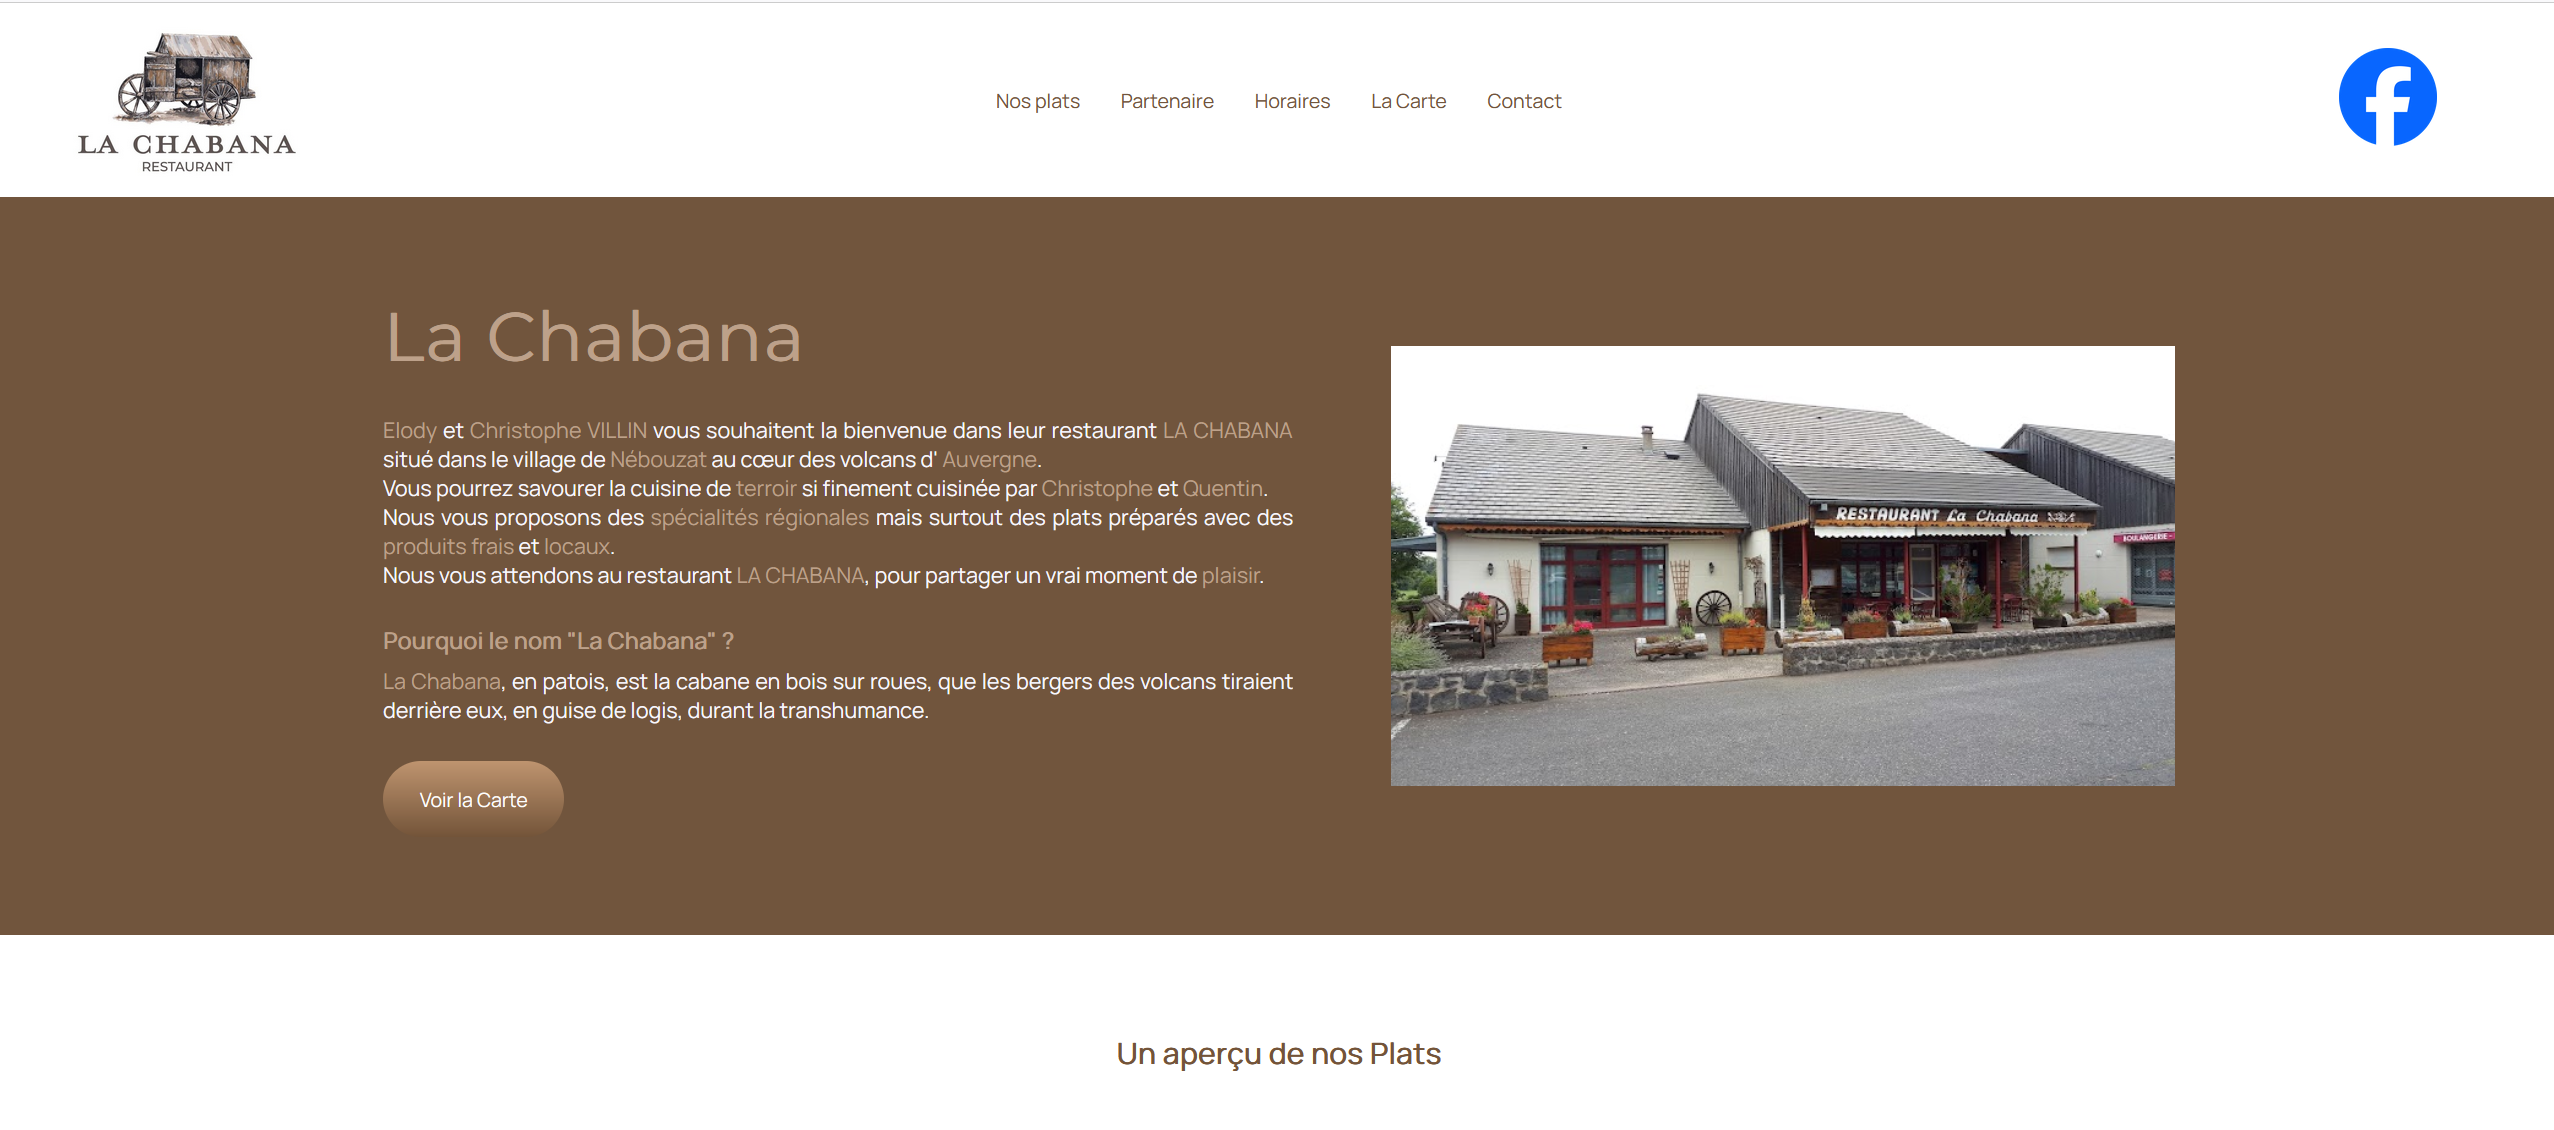 LA CHABANA
RESTAURANT
Nos plats
Partenaire
Horaires
La Carte
Contact
La Chabana
Elody et Christophe VILLIN vous souhaitent la bienvenue dans leur restaurant LA CHABANA
situé dans le village de Nébouzat au cœur des volcans d' Auvergne.
Vous pourrez savourer la cuisine de terroir si finement cuisinée par Christophe et Quentin.
Nous vous proposons des spécialités régionales mais surtout des plats préparés avec des
produits frais et locaux.
Nous vous attendons au restaurant LA CHABANA, pour partager un vrai moment de plaisir.
Pourquoi le nom "La Chabana" ?
La Chabana, en patois, est la cabane en bois sur roues, que les bergers des volcans tiraient
derrière eux, en guise de logis, durant la transhumance.
Voir la Carte
RESTAURANT La Chabana
BOULANGERIE -
Un aperçu de nos Plats